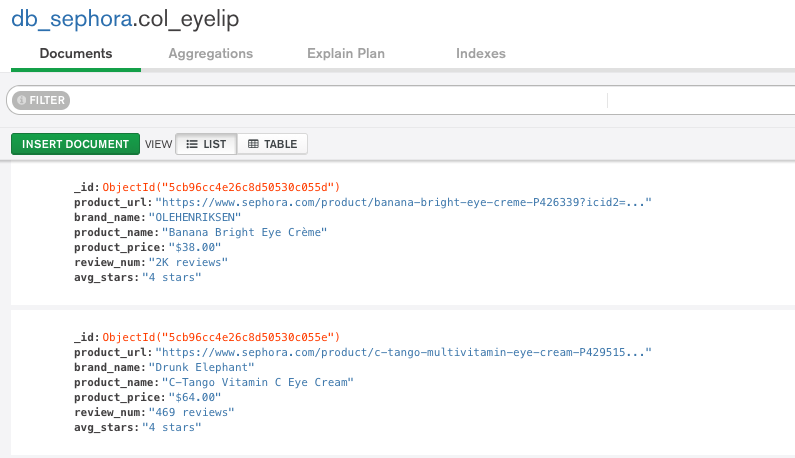 db_sephora.col_eyelip
Documents Aggregations Explain Plan Indexes
FILTER
INSERT DOCUMENT VIEW LIST TABLE
_id: ObjectId("5cb96cc4e26c8d50530c055d")
product_url: "https://www.sephora.com/product/banana-bright-eye-creme-P426339?icid2=..."
brand_name: "OLEHENRIKSEN"
product_name: "Banana Bright Eye Crème"
product_price: "$38.00"
review_num: "2K reviews"
avg_stars: "4 stars"
_id: ObjectId("5cb96cc4e26c8d50530c055e")
product_url: "https://www.sephora.com/product/c-tango-multivitamin-eye-cream-P429515..."
brand_name: "Drunk Elephant"
product_name: "C-Tango Vitamin C Eye Cream"
product_price: "$64.00"
review_num: "469 reviews"
avg_stars: "4 stars"